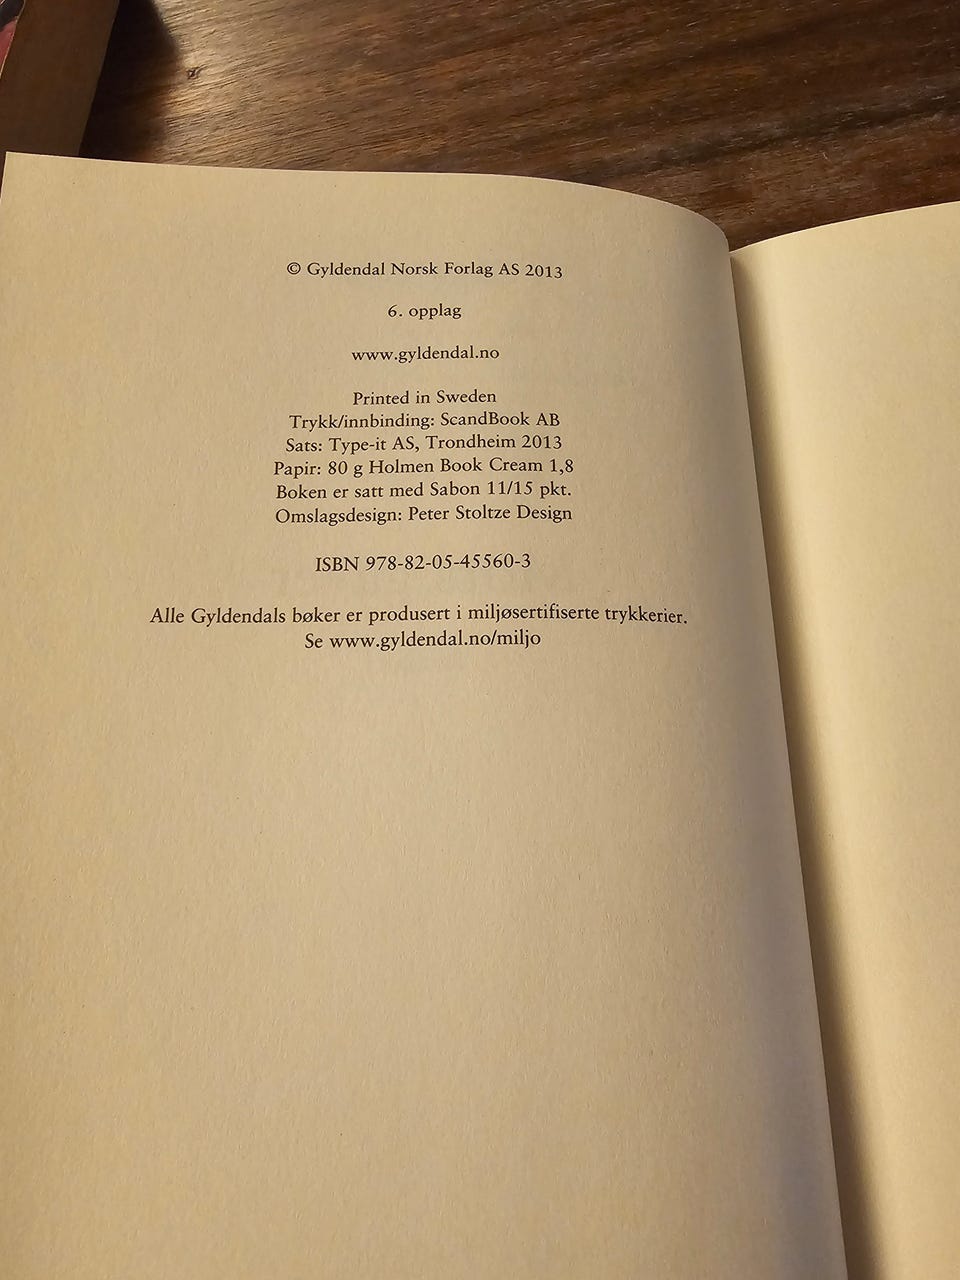 © Gyldendal Norsk Forlag AS 2013
6. opplag
www.gyldendal.no
Printed in Sweden
Trykk/innbinding: ScandBook AB
Sats: Type-it AS, Trondheim 2013
Papir: 80 g Holmen Book Cream 1,8
Boken er satt med Sabon 11/15 pkt.
Omslagsdesign: Peter Stoltze Design
ISBN 978-82-05-45560-3
Alle Gyldendals bøker er produsert i miljøsertifiserte trykkerier.
Se www.gyldendal.no/miljo